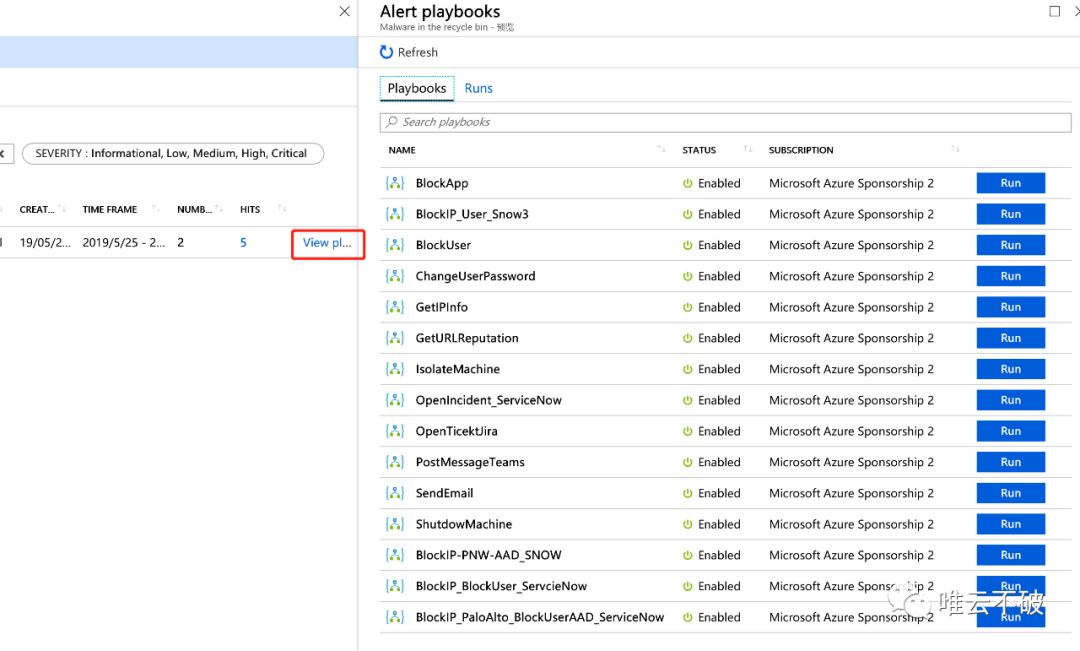 Alert playbooks
Malware in the recycle bin - 预览
Refresh
Playbooks Runs
Search playbooks
SEVERITY : Informational, Low, Medium, High, Critical
CREAT... TIME FRAME NUMB... HITS
19/05/2... 2019/5/25 - 2... 2 5 View pl...
NAME STATUS SUBSCRIPTION
BlockApp Enabled Microsoft Azure Sponsorship 2 Run
BlockIP_User_Snow3 Enabled Microsoft Azure Sponsorship 2 Run
BlockUser Enabled Microsoft Azure Sponsorship 2 Run
ChangeUserPassword Enabled Microsoft Azure Sponsorship 2 Run
GetIPInfo Enabled Microsoft Azure Sponsorship 2 Run
GetURLReputation Enabled Microsoft Azure Sponsorship 2 Run
IsolateMachine Enabled Microsoft Azure Sponsorship 2 Run
OpenIncident_ServiceNow Enabled Microsoft Azure Sponsorship 2 Run
OpenTicektJira Enabled Microsoft Azure Sponsorship 2 Run
PostMessageTeams Enabled Microsoft Azure Sponsorship 2 Run
SendEmail Enabled Microsoft Azure Sponsorship 2 Run
ShutdowMachine Enabled Microsoft Azure Sponsorship 2 Run
BlockIP-PNW-AAD_SNOW Enabled Microsoft Azure Sponsorship 2 Run
BlockIP_BlockUser_ServcieNow Enabled Microsoft Azure Sponsorship 2 Run
BlockIP_PaloAlto_BlockUserAAD_ServiceNow Enabled Microsoft Azure Sponsorship 2 Run
唯云不破